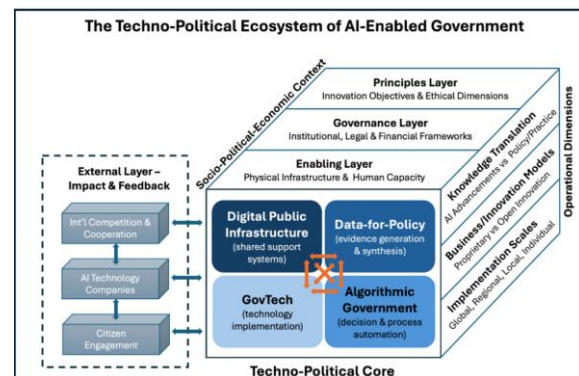 The Techno-Political Ecosystem of AI-Enabled Government
Socio-Political-Economic Context
Principles Layer
Innovation Objectives & Ethical Dimensions
Governance Layer
Institutional, Legal & Financial Frameworks
Enabling Layer
Physical Infrastructure & Human Capacity
External Layer –
Impact & Feedback
Int'l Competition &
Cooperation
AI Technology
Companies
Citizen
Engagement
Digital Public
Infrastructure
(shared support
systems)
Data-for-Policy
(evidence generation
& synthesis)
GovTech
(technology
implementation)
Algorithmic
Government
(decision & process
automation)
Techno-Political Core
Knowledge Translation
AI Advancements vs Policy/Practice
Business/Innovation Models
Proprietary vs Open Innovation
Implementation Scales
Global, Regional, Local, Individual
Operational Dimensions